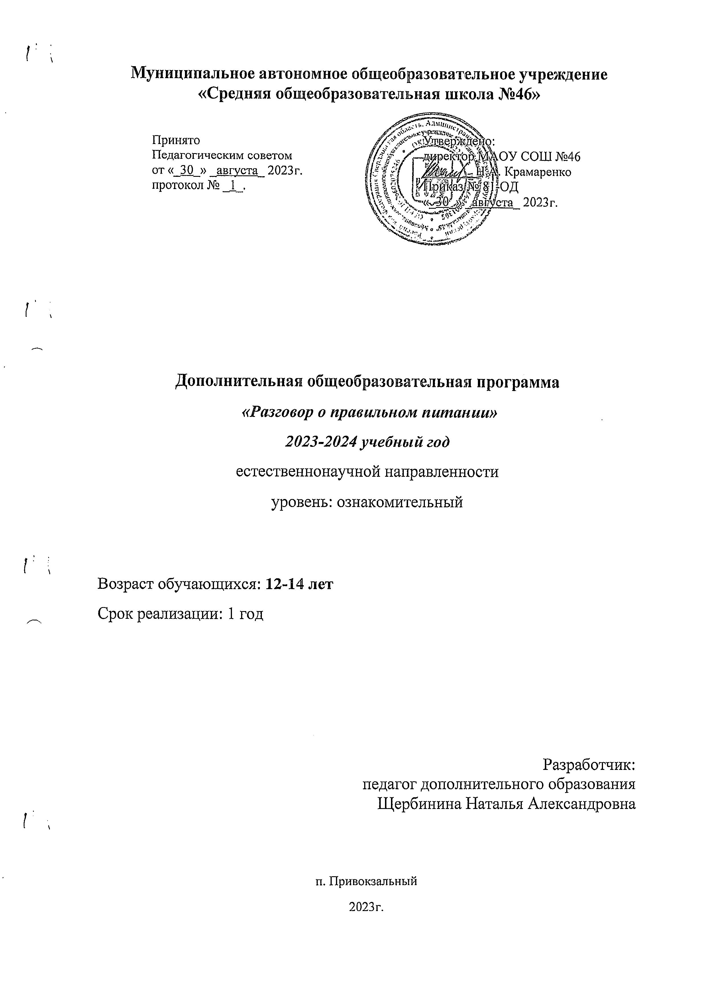 Муниципальное автономное общеобразовательное учреждение
«Средняя общеобразовательная школа №46»
Принято
Педагогическим советом
от «_30_» _августа_ 2023г.
протокол № _1_.
Утверждено:
директор МАОУ СОШ №46
Н.А. Крамаренко
Приказ № 81-ОД
«_30_» _августа_ 2023г.
Дополнительная общеобразовательная программа
«Разговор о правильном питании»
2023-2024 учебный год
естественнонаучной направленности
уровень: ознакомительный
Возраст обучающихся: 12-14 лет
Срок реализации: 1 год
Разработчик:
педагог дополнительного образования
Щербинина Наталья Александровна
п. Привокзальный
2023г.